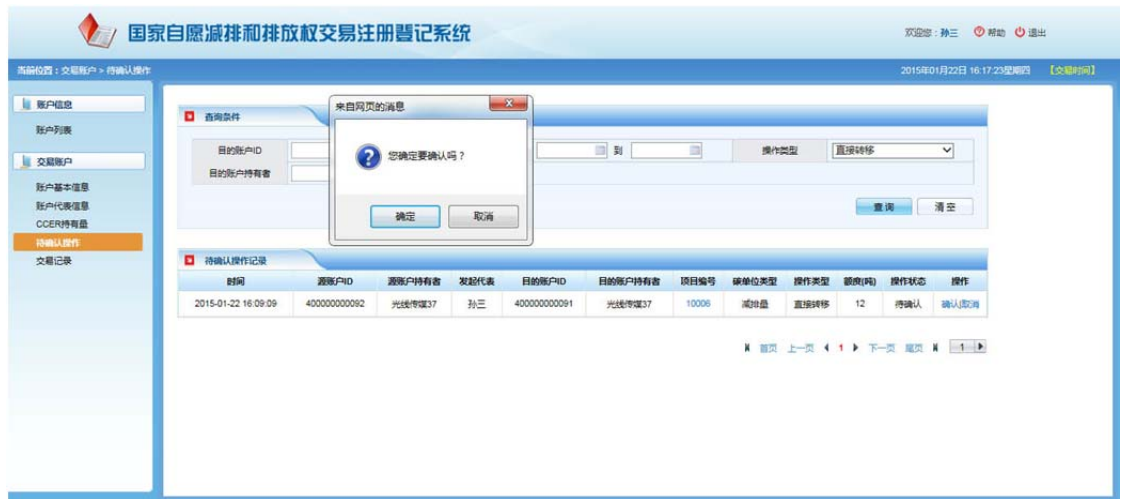 国家自愿减排和排放权交易注册登记系统
欢迎您：孙三 帮助 退出
当前位置：交易账户 > 待确认操作
2015年01月22日 16:17:23星期四 【交易时间】
账户信息
账户列表
交易账户
账户基本信息
账户代表信息
CCER持有量
待确认操作
交易记录
查询条件
目的账户ID
到
操作类型 直接转移
目的账户持有者
查询 清空
来自网页的消息
您确定要确认吗？
确定 取消
待确认操作记录
时间 源账户ID 源账户持有者 发起代表 目的账户ID 目的账户持有者 项目编号 碳单位类型 操作类型 额度(吨) 操作状态 操作
2015-01-22 16:09:09 400000000092 光线传媒37 孙三 400000000091 光线传媒37 10006 减排量 直接转移 12 待确认 确认|取消
首页 上一页 1 下一页 尾页 1